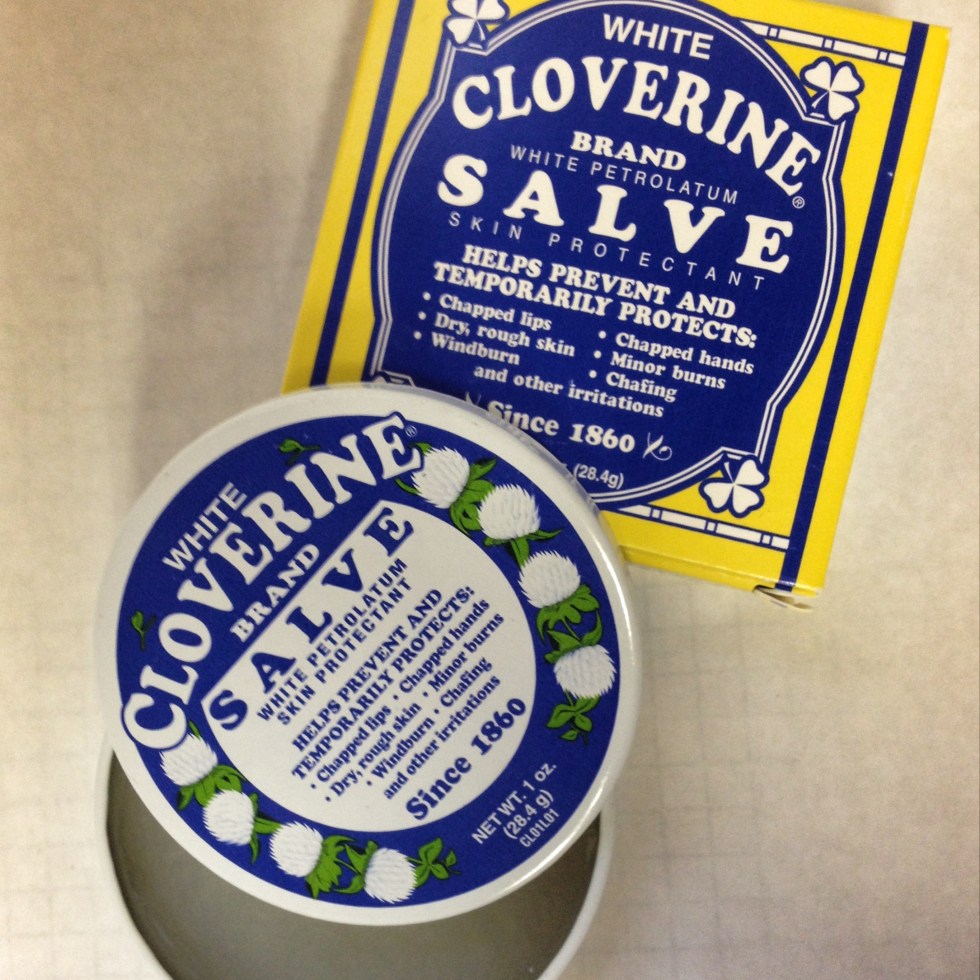 WHITE
CLOVERINE®
BRAND
WHITE PETROLATUM
SALVE
SKIN PROTECTANT
HELPS PREVENT AND
TEMPORARILY PROTECTS:
• Chapped lips • Chapped hands
• Dry, rough skin • Minor burns
• Windburn • Chafing
and other irritations
Since 1860
(28.4g)
WHITE
CLOVERINE®
BRAND
SALVE
WHITE PETROLATUM
SKIN PROTECTANT
HELPS PREVENT AND
TEMPORARILY PROTECTS:
• Chapped lips • Chapped hands
• Dry, rough skin • Minor burns
• Windburn • Chafing
and other irritations
Since 1860
NET WT. 1 oz.
(28.4 g)
CL01L01